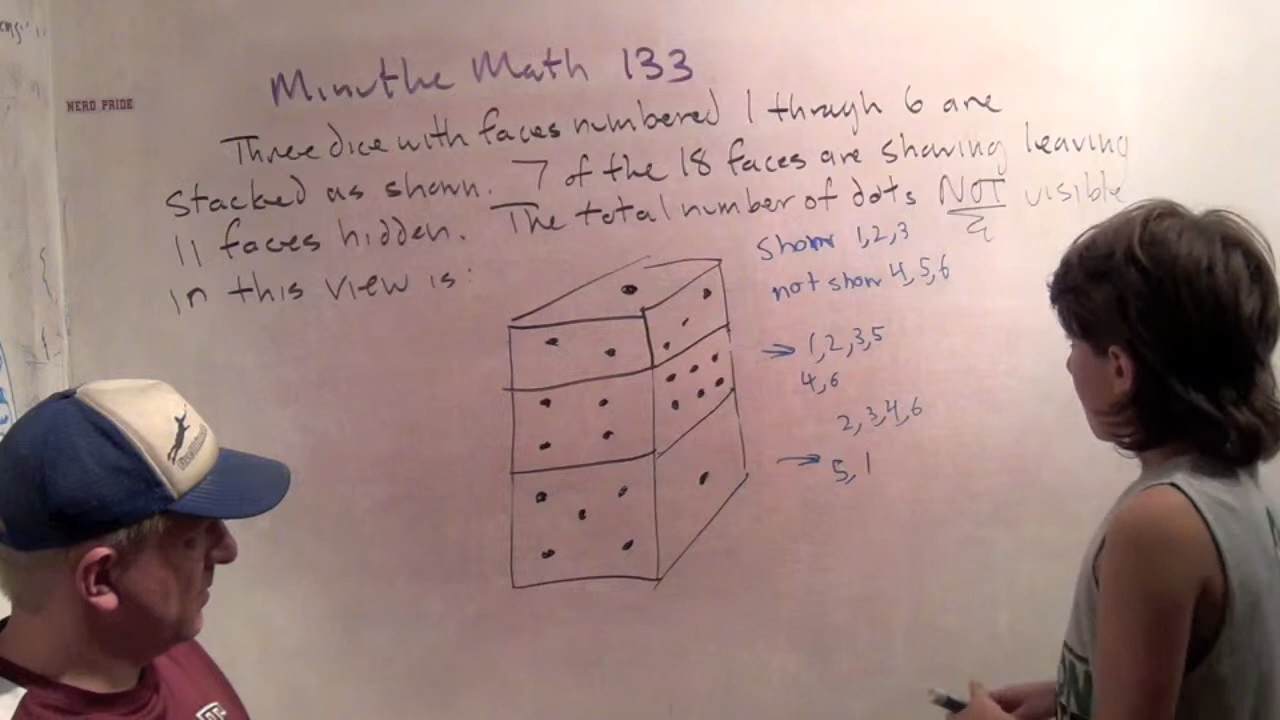 Minute Math 133
NERD PRIDE
Three dice with faces numbered 1 through 6 are
stacked as shown. 7 of the 18 faces are showing leaving
11 faces hidden. The total number of dots NOT visible
in this view is:
Show 1,2,3
not show 4,5,6
→ 1,2,3,5
4,6
2,3,4,6
→ 5,1